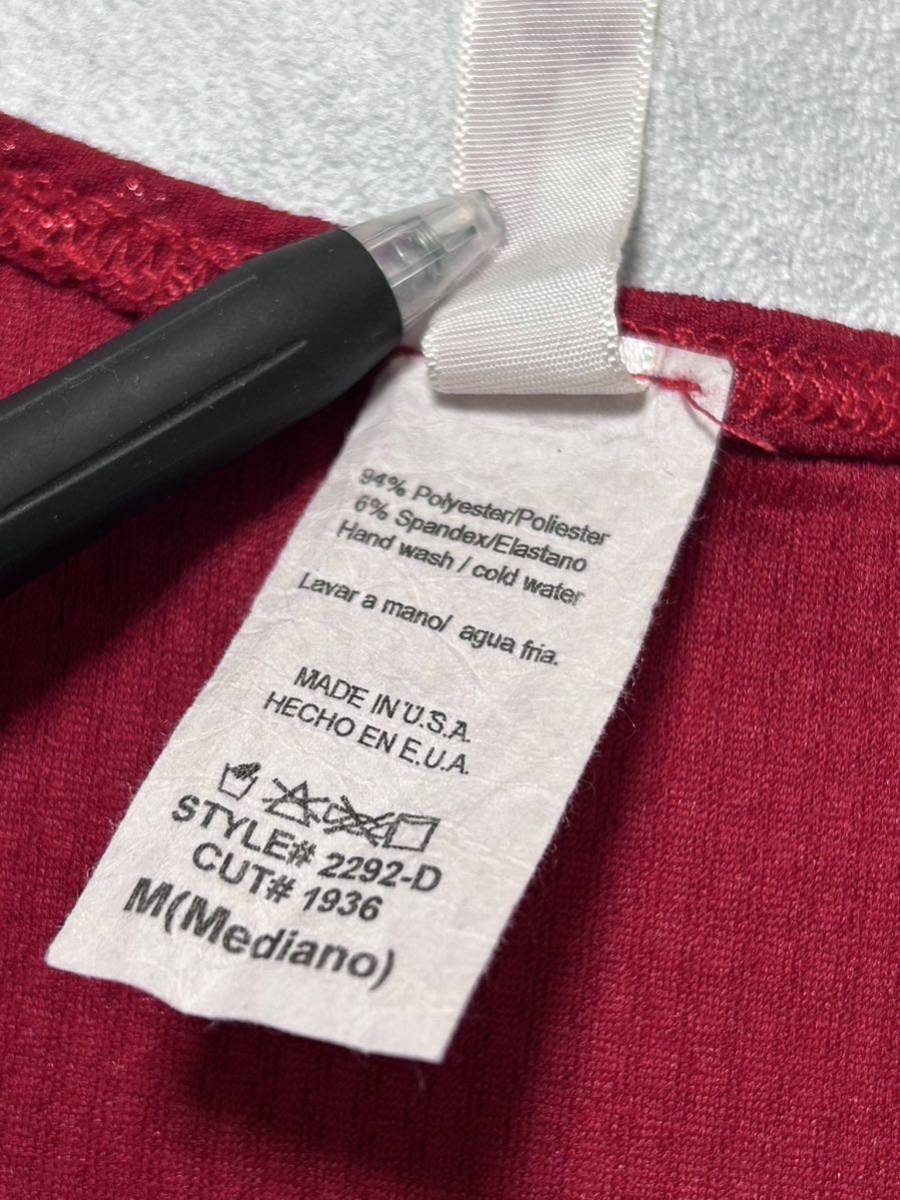 94% Polyester/Poliester
6% Spandex/Elastano
Hand wash / cold water
Lavar a mano/ agua fria.
MADE IN U.S.A.
HECHO EN E.U.A.
STYLE# 2292-D
CUT# 1936
M(Mediano)